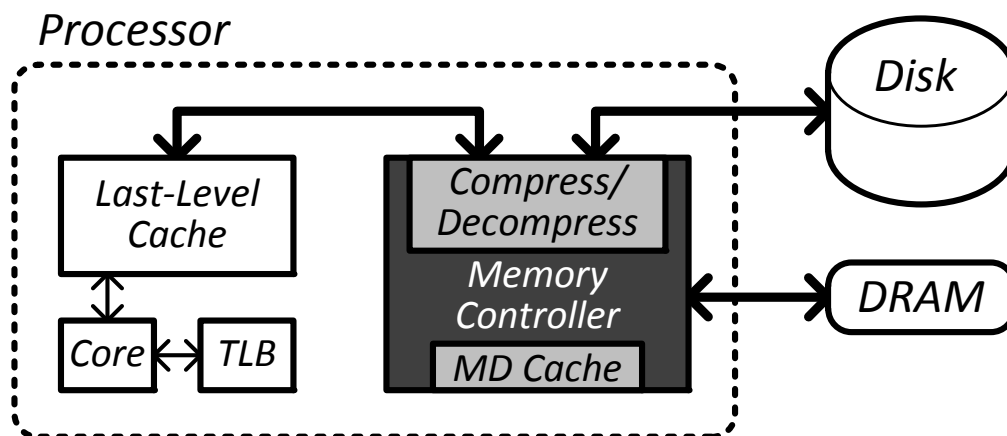 Processor
Disk
Last-Level
Cache
Compress/
Decompress
Memory
Controller
DRAM
Core
TLB
MD Cache